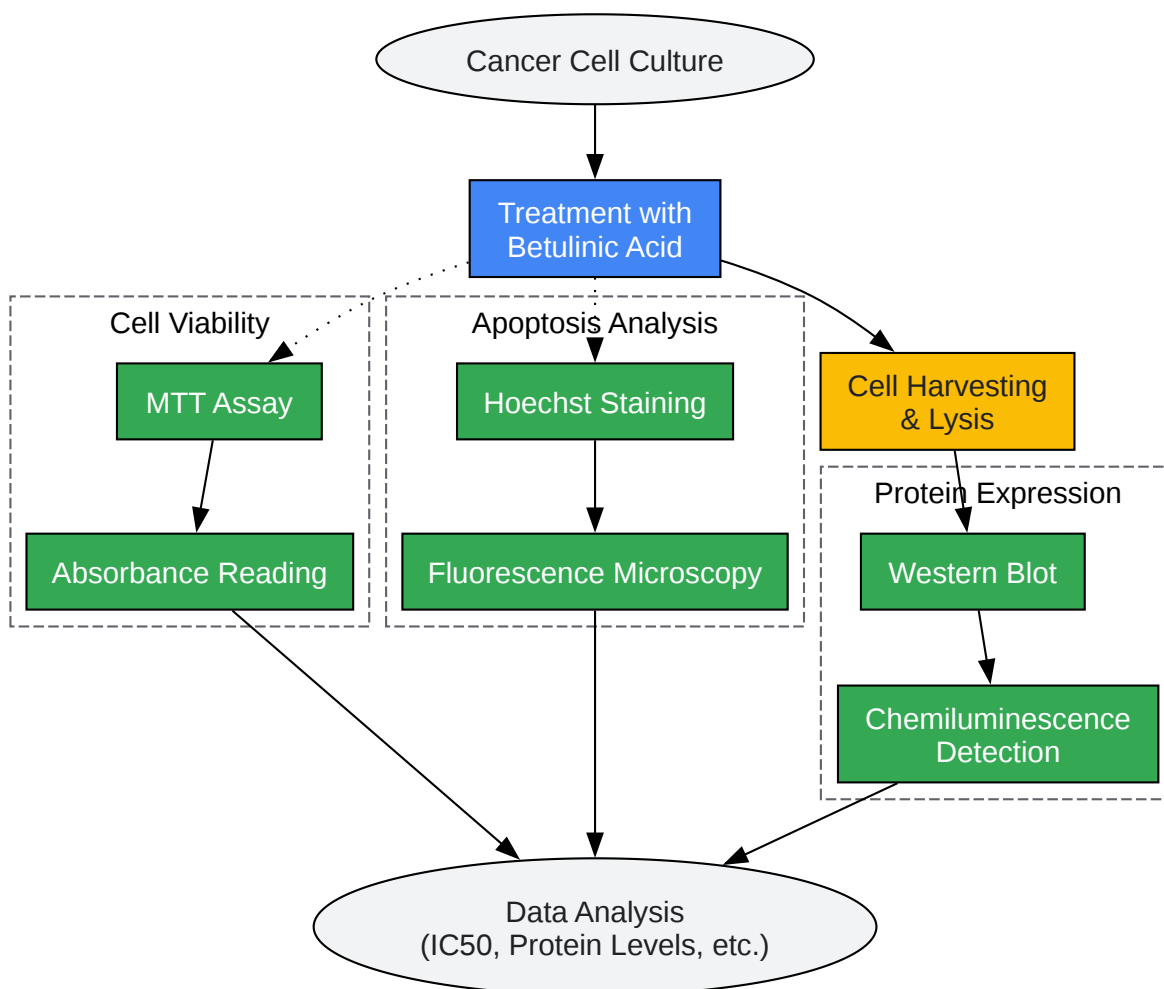 Cancer Cell Culture
Treatment with
Betulinic Acid
Cell Viability
Apoptosis Analysis
MTT Assay
Hoechst Staining
Cell Harvesting
& Lysis
Protein Expression
Absorbance Reading
Fluorescence Microscopy
Western Blot
Chemiluminescence
Detection
Data Analysis
(IC50, Protein Levels, etc.)